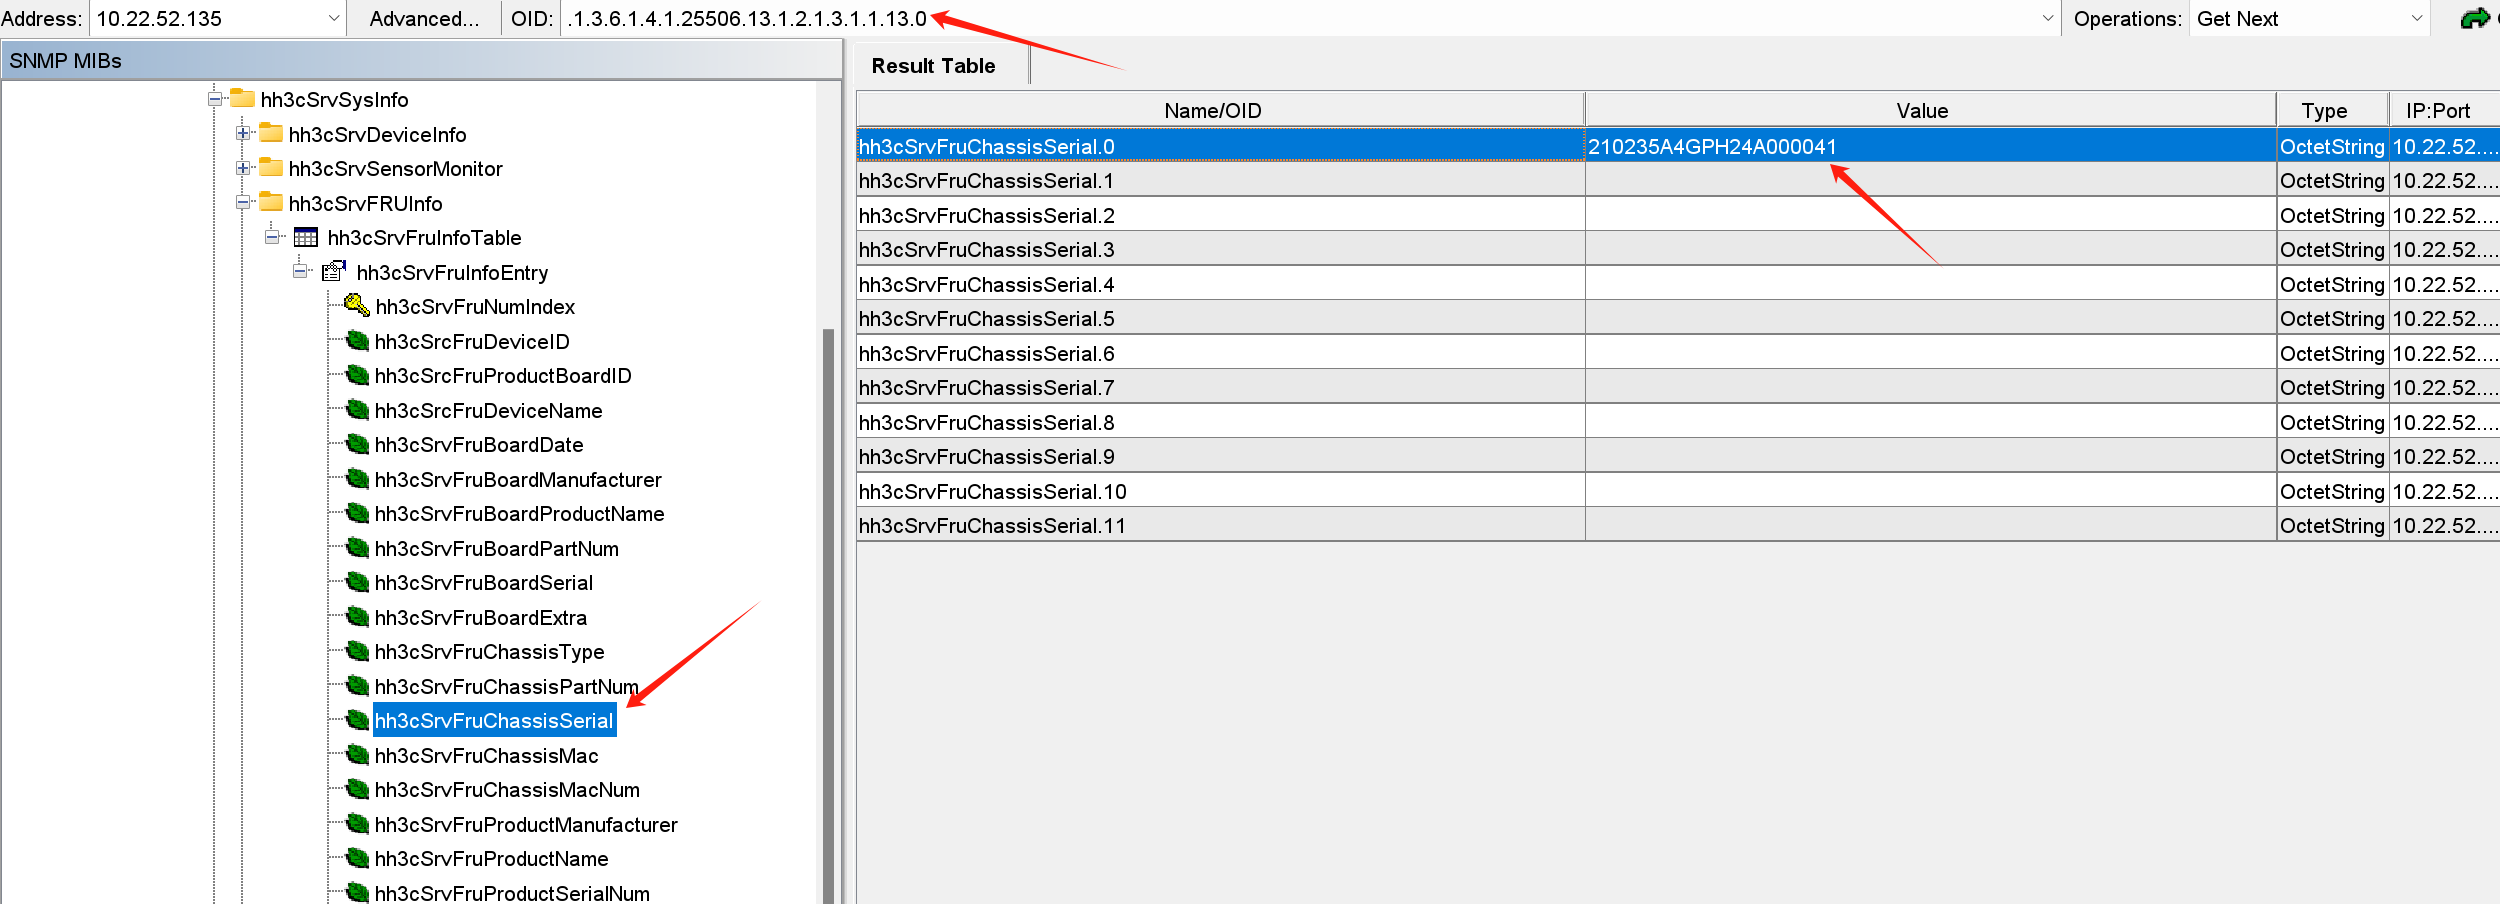 Address: 10.22.52.135 Advanced... OID: .1.3.6.1.4.1.25506.13.1.2.1.3.1.1.13.0 Operations: Get Next
SNMP MIBs
hh3cSrvSysInfo
hh3cSrvDeviceInfo
hh3cSrvSensorMonitor
hh3cSrvFRUInfo
hh3cSrvFruInfoTable
hh3cSrvFruInfoEntry
hh3cSrvFruNumIndex
hh3cSrcFruDeviceID
hh3cSrcFruProductBoardID
hh3cSrcFruDeviceName
hh3cSrvFruBoardDate
hh3cSrvFruBoardManufacturer
hh3cSrvFruBoardProductName
hh3cSrvFruBoardPartNum
hh3cSrvFruBoardSerial
hh3cSrvFruBoardExtra
hh3cSrvFruChassisType
hh3cSrvFruChassisPartNum
hh3cSrvFruChassisSerial
hh3cSrvFruChassisMac
hh3cSrvFruChassisMacNum
hh3cSrvFruProductManufacturer
hh3cSrvFruProductName
hh3cSrvFruProductSerialNum
Result Table
Name/OID Value Type IP:Port
hh3cSrvFruChassisSerial.0 210235A4GPH24A000041 OctetString 10.22.52....
hh3cSrvFruChassisSerial.1 OctetString 10.22.52....
hh3cSrvFruChassisSerial.2 OctetString 10.22.52....
hh3cSrvFruChassisSerial.3 OctetString 10.22.52....
hh3cSrvFruChassisSerial.4 OctetString 10.22.52....
hh3cSrvFruChassisSerial.5 OctetString 10.22.52....
hh3cSrvFruChassisSerial.6 OctetString 10.22.52....
hh3cSrvFruChassisSerial.7 OctetString 10.22.52....
hh3cSrvFruChassisSerial.8 OctetString 10.22.52....
hh3cSrvFruChassisSerial.9 OctetString 10.22.52....
hh3cSrvFruChassisSerial.10 OctetString 10.22.52....
hh3cSrvFruChassisSerial.11 OctetString 10.22.52....